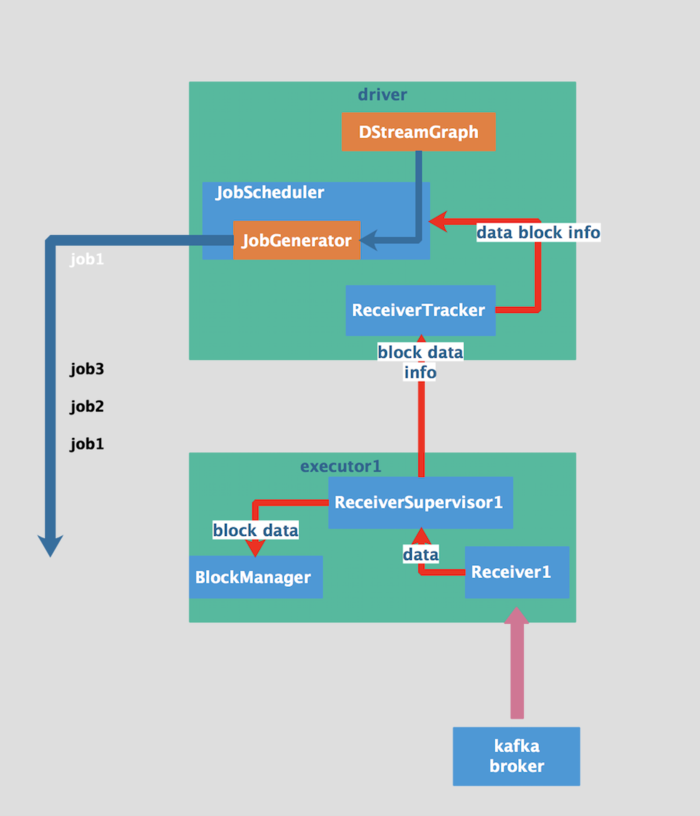 driver
DStreamGraph
JobScheduler
JobGenerator
data block info
job1
ReceiverTracker
block data
info
job3
job2
job1
executor1
ReceiverSupervisor1
block data
data
BlockManager
Receiver1
kafka
broker